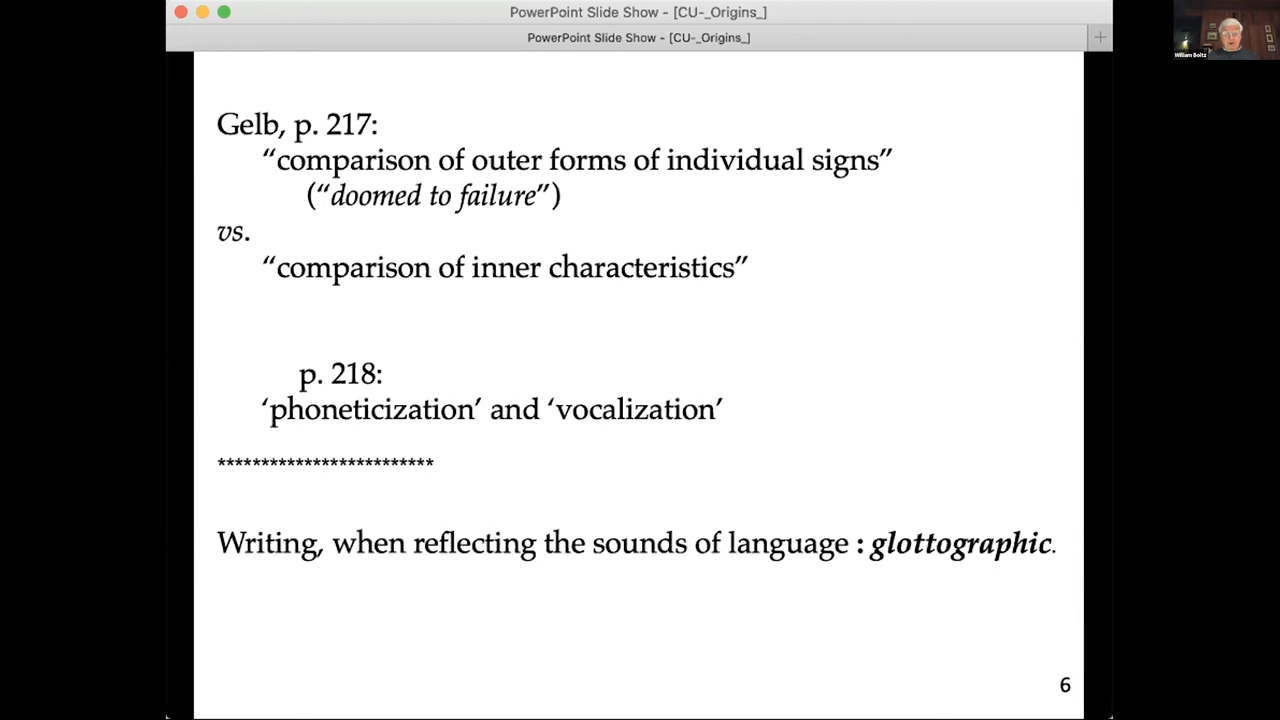 PowerPoint Slide Show - [CU-_Origins_]
PowerPoint Slide Show - [CU-_Origins_]
William Boltz
Gelb, p. 217:
“comparison of outer forms of individual signs”
(“doomed to failure”)
vs.
“comparison of inner characteristics”
p. 218:
‘phoneticization’ and ‘vocalization’
*************************
Writing, when reflecting the sounds of language : glottographic.
6